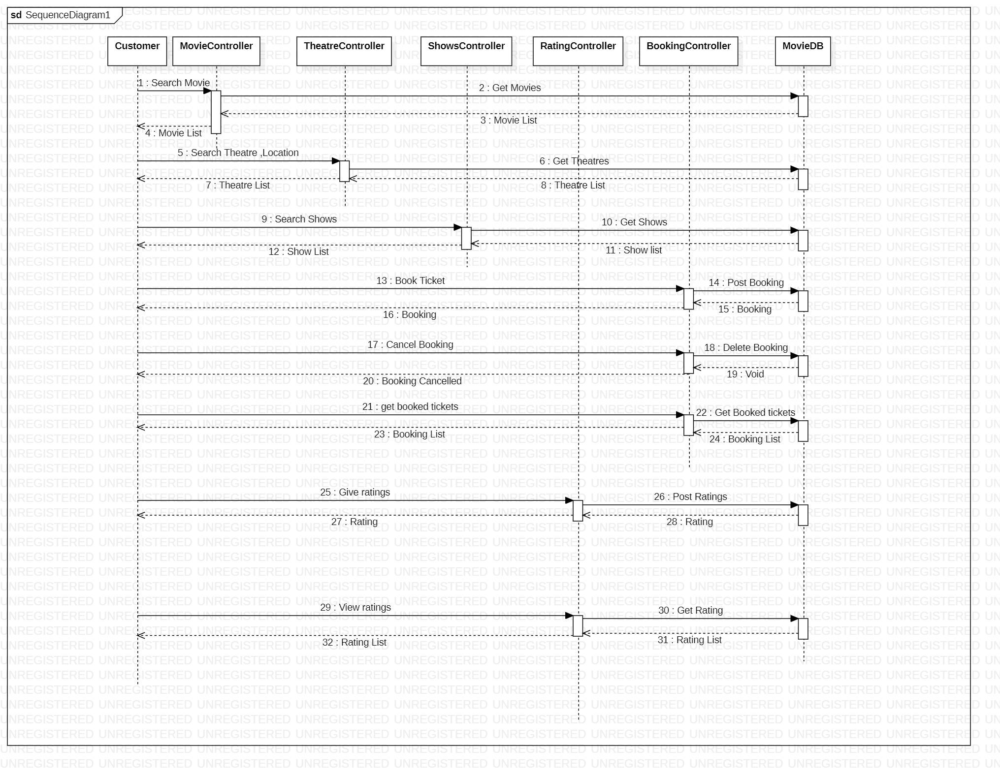 sd SequenceDiagram1
Customer MovieController TheatreController ShowsController RatingController BookingController MovieDB
1 : Search Movie
2 : Get Movies
3 : Movie List
4 : Movie List
5 : Search Theatre ,Location
6 : Get Theatres
7 : Theatre List
8 : Theatre List
9 : Search Shows
10 : Get Shows
11 : Show list
12 : Show List
13 : Book Ticket
14 : Post Booking
15 : Booking
16 : Booking
17 : Cancel Booking
18 : Delete Booking
19 : Void
20 : Booking Cancelled
21 : get booked tickets
22 : Get Booked tickets
23 : Booking List
24 : Booking List
25 : Give ratings
26 : Post Ratings
27 : Rating
28 : Rating
29 : View ratings
30 : Get Rating
31 : Rating List
32 : Rating List
UNREGISTERED